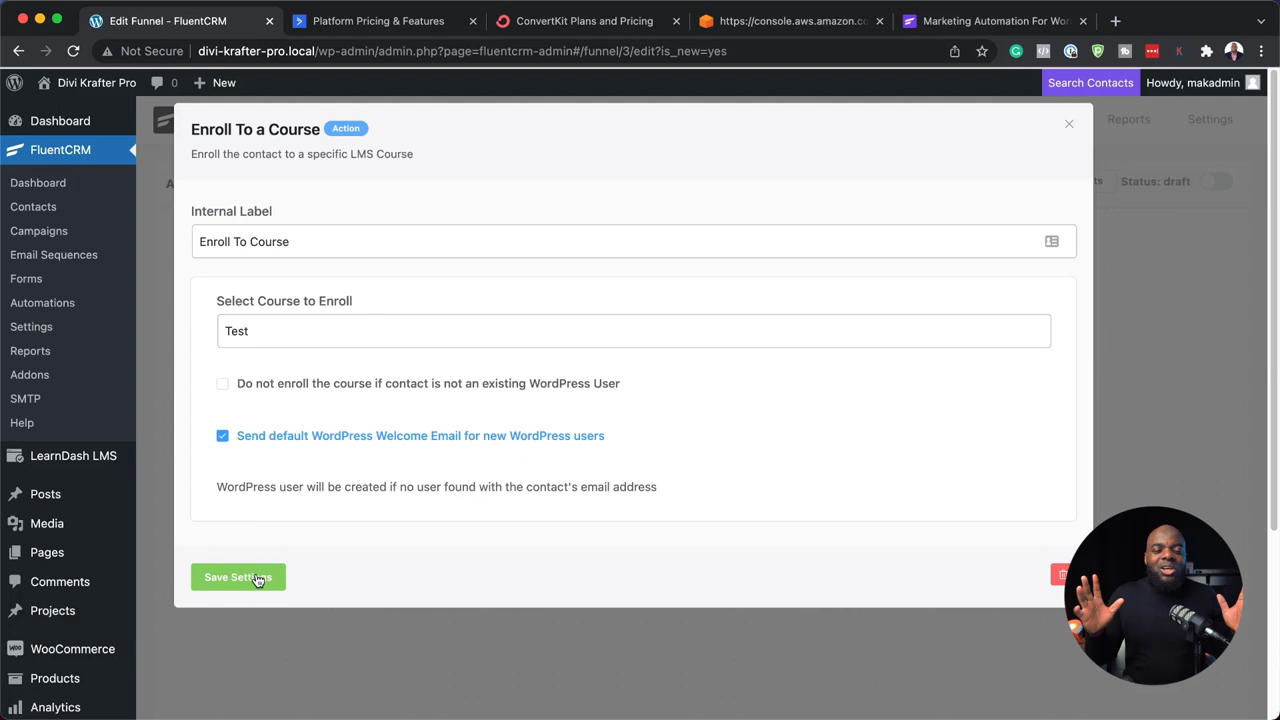 Edit Funnel - FluentCRM
Platform Pricing & Features
ConvertKit Plans and Pricing
https://console.aws.amazon.co
Marketing Automation For Wor
Not Secure
divi-krafter-pro.local/wp-admin/admin.php?page=fluentcrm-admin#/funnel/3/edit?is_new=yes
Divi Krafter Pro
0
New
Search Contacts
Howdy, makadmin
Dashboard
FluentCRM
Dashboard
Contacts
Campaigns
Email Sequences
Forms
Automations
Settings
Reports
Addons
SMTP
Help
LearnDash LMS
Posts
Media
Pages
Comments
Projects
WooCommerce
Products
Analytics
Reports
Settings
Status: draft
Enroll To a Course
Action
Enroll the contact to a specific LMS Course
Internal Label
Enroll To Course
Select Course to Enroll
Test
Do not enroll the course if contact is not an existing WordPress User
Send default WordPress Welcome Email for new WordPress users
WordPress user will be created if no user found with the contact's email address
Save Settings